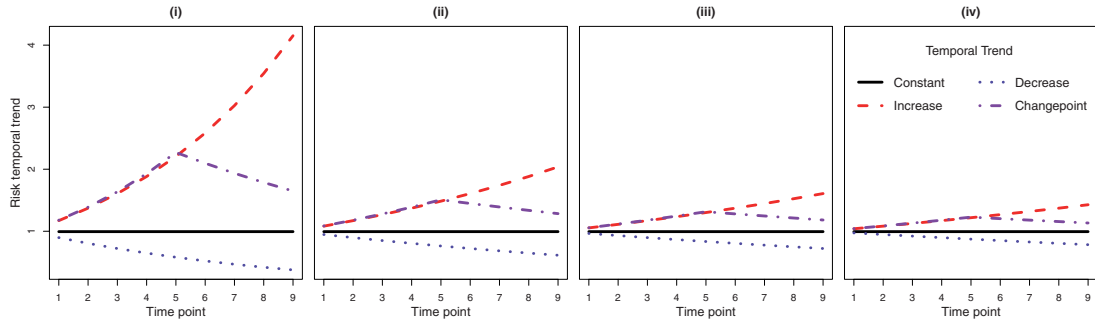 (i) (ii) (iii) (iv)
Risk temporal trend
4
3
2
1
Temporal Trend
Constant Decrease
Increase Changepoint
1 2 3 4 5 6 7 8 9 1 2 3 4 5 6 7 8 9 1 2 3 4 5 6 7 8 9 1 2 3 4 5 6 7 8 9
Time point Time point Time point Time point